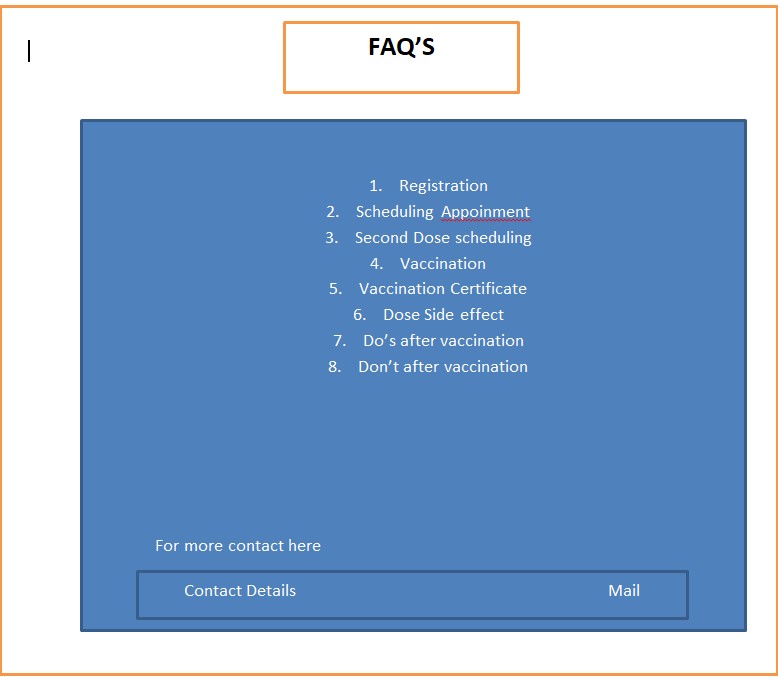 FAQ’S
1. Registration
2. Scheduling Appoinment
3. Second Dose scheduling
4. Vaccination
5. Vaccination Certificate
6. Dose Side effect
7. Do’s after vaccination
8. Don’t after vaccination
For more contact here
Contact Details Mail